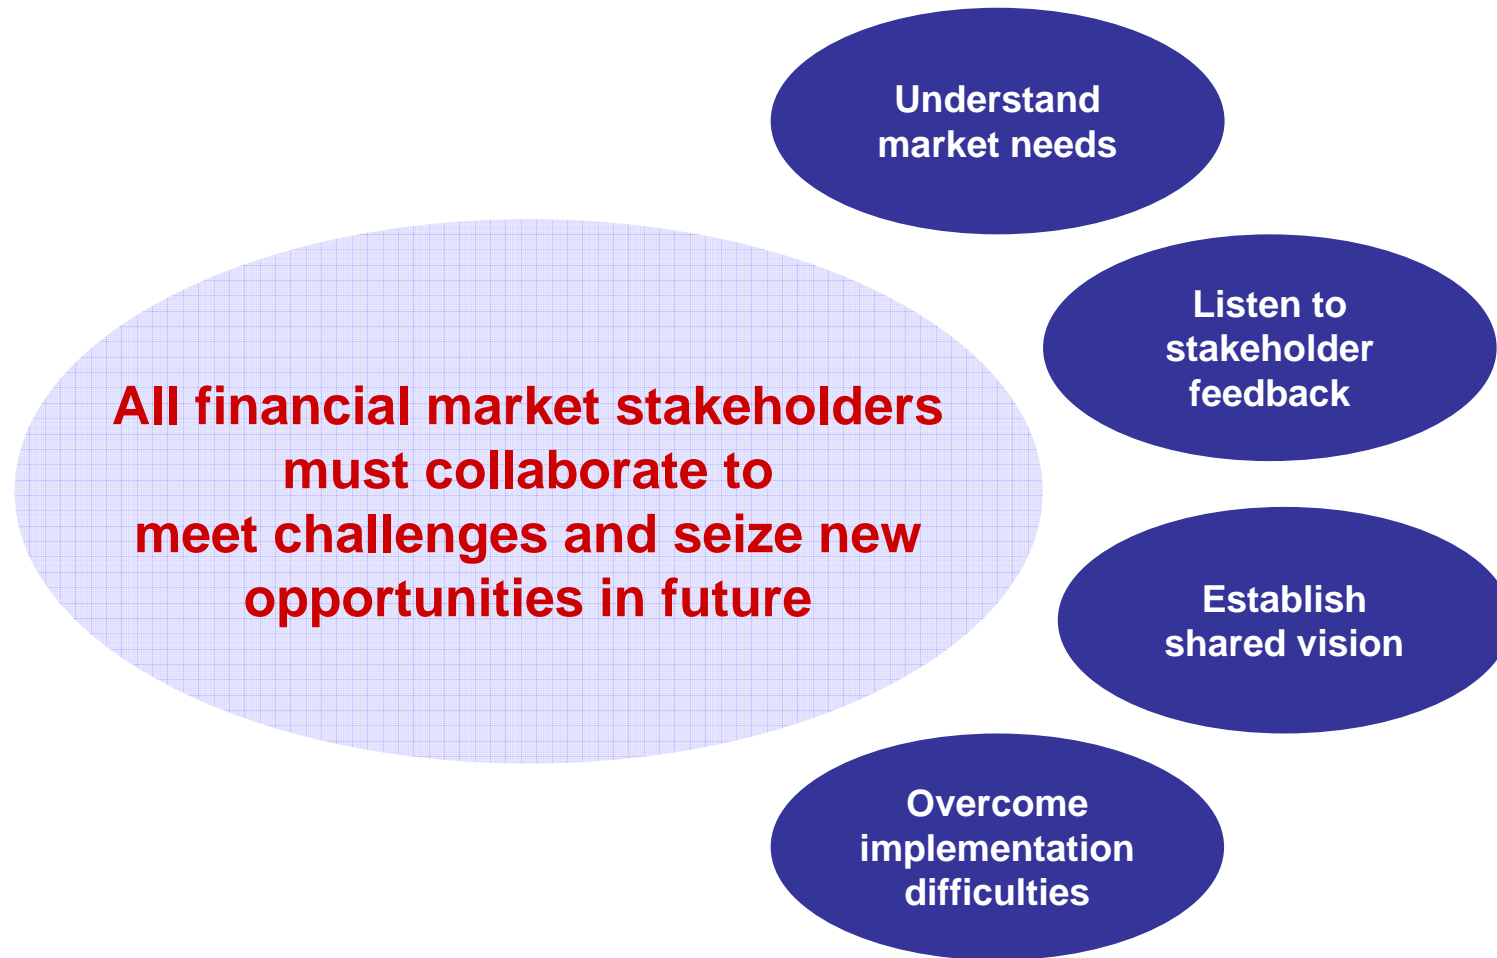 Understand
market needs
Listen to
stakeholder
feedback
All financial market stakeholders
must collaborate to
meet challenges and seize new
opportunities in future
Establish
shared vision
Overcome
implementation
difficulties